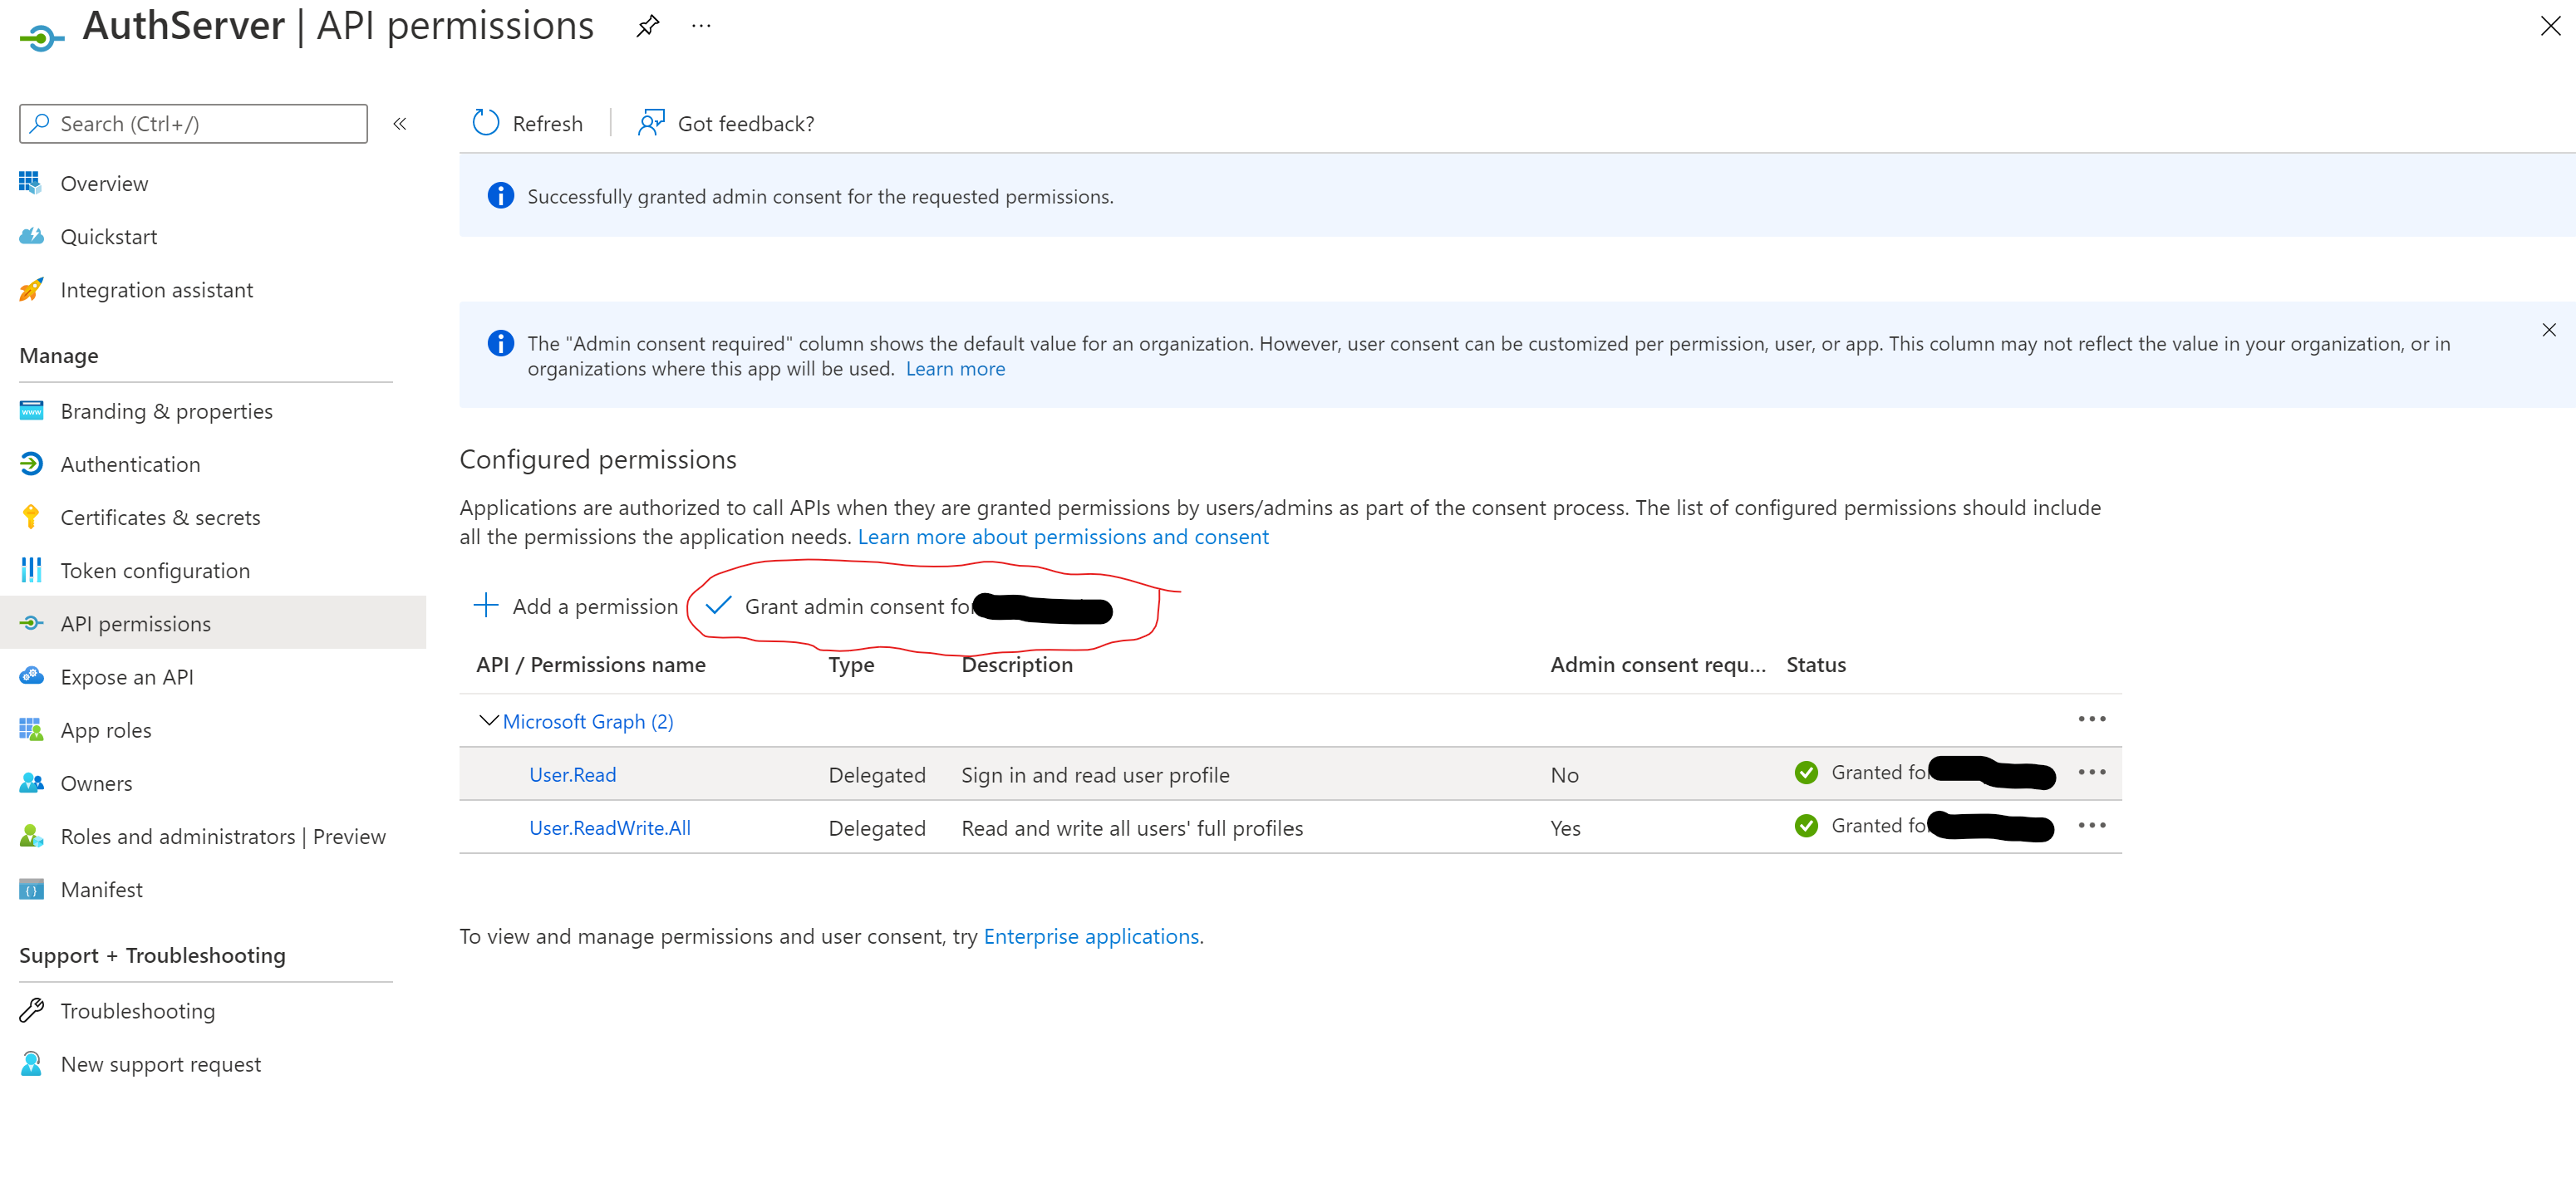 AuthServer | API permissions
Search (Ctrl+/)
Overview
Quickstart
Integration assistant
Manage
Branding & properties
Authentication
Certificates & secrets
Token configuration
API permissions
Expose an API
App roles
Owners
Roles and administrators | Preview
Manifest
Support + Troubleshooting
Troubleshooting
New support request
Refresh
Got feedback?
Successfully granted admin consent for the requested permissions.
The "Admin consent required" column shows the default value for an organization. However, user consent can be customized per permission, user, or app. This column may not reflect the value in your organization, or in
organizations where this app will be used. Learn more
Configured permissions
Applications are authorized to call APIs when they are granted permissions by users/admins as part of the consent process. The list of configured permissions should include
all the permissions the application needs. Learn more about permissions and consent
Add a permission Grant admin consent for
API / Permissions name Type Description Admin consent requ... Status
Microsoft Graph (2)
User.Read Delegated Sign in and read user profile No Granted for
User.ReadWrite.All Delegated Read and write all users' full profiles Yes Granted for
To view and manage permissions and user consent, try Enterprise applications.